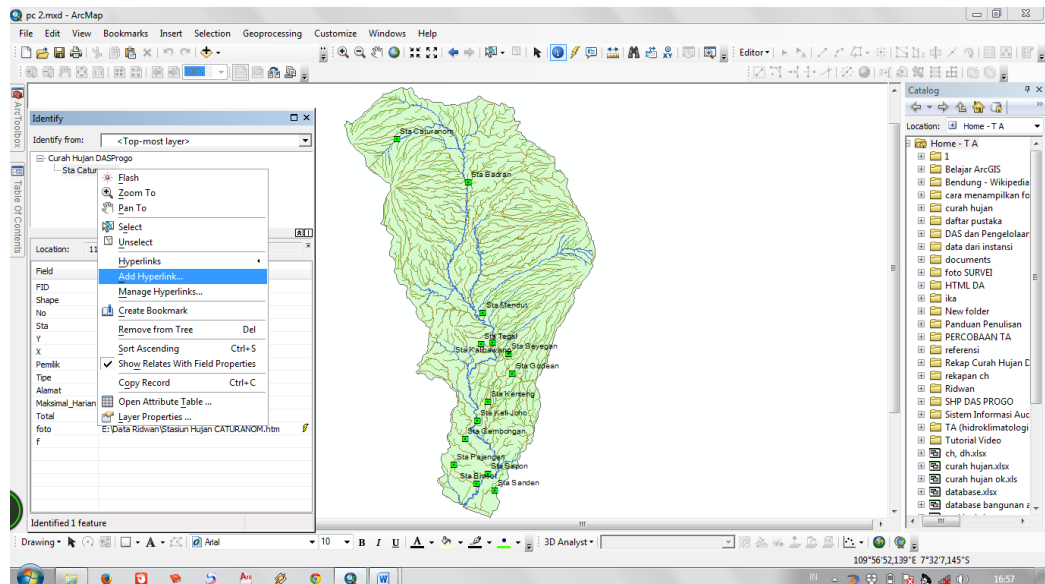 pc 2.mxd - ArcMap
File Edit View Bookmarks Insert Selection Geoprocessing Customize Windows Help
Editor
ArcToolbox
Table Of Contents
Identify
Identify from: <Top-most layer>
Curah Hujan DASProgo
Sta Catur
Flash
Zoom To
Pan To
Select
Unselect
Hyperlinks
Add Hyperlink...
Manage Hyperlinks...
Create Bookmark
Remove from Tree Del
Sort Ascending Ctrl+S
Show Relates With Field Properties
Copy Record Ctrl+C
Open Attribute Table ...
Layer Properties ...
Location: 11
Field
FID
Shape
No
Sta
Y
X
Pemilik
Tipe
Alamat
Maksimal_Harian
Total
foto E:\Data Ridwan\Stasiun Hujan CATURANOM.htm
f
Identified 1 feature
Sta Caturanom
Sta Badran
Sta Mendut
Sta Tegal
Sta Kalibawang
Sta Seyegan
Sta Godean
Sta Kenteng
Sta Kali Joho
Sta Gembongan
Sta Pajangan
Sta Sapon
Sta Brosot
Sta Sanden
Catalog
Location: Home - T A
Home - T A
1
Belajar ArcGIS
Bendung - Wikipedia
cara menampilkan fo
curah hujan
daftar pustaka
DAS dan Pengelolaar
data dari instansi
documents
foto SURVEI
HTML DA
ika
New folder
Panduan Penulisan
PERCOBAAN TA
referensi
Rekap Curah Hujan D
rekapan ch
Ridwan
SHP DAS PROGO
Sistem Informasi Auc
TA (hidroklimatologi
Tutorial Video
ch, dh.xlsx
curah hujan.xlsx
curah hujan ok.xls
database.xlsx
database bangunan a
Drawing A Arial 10 B I U A 3D Analyst
109°56'52,139"E 7°32'7,145"S
IN 16:57